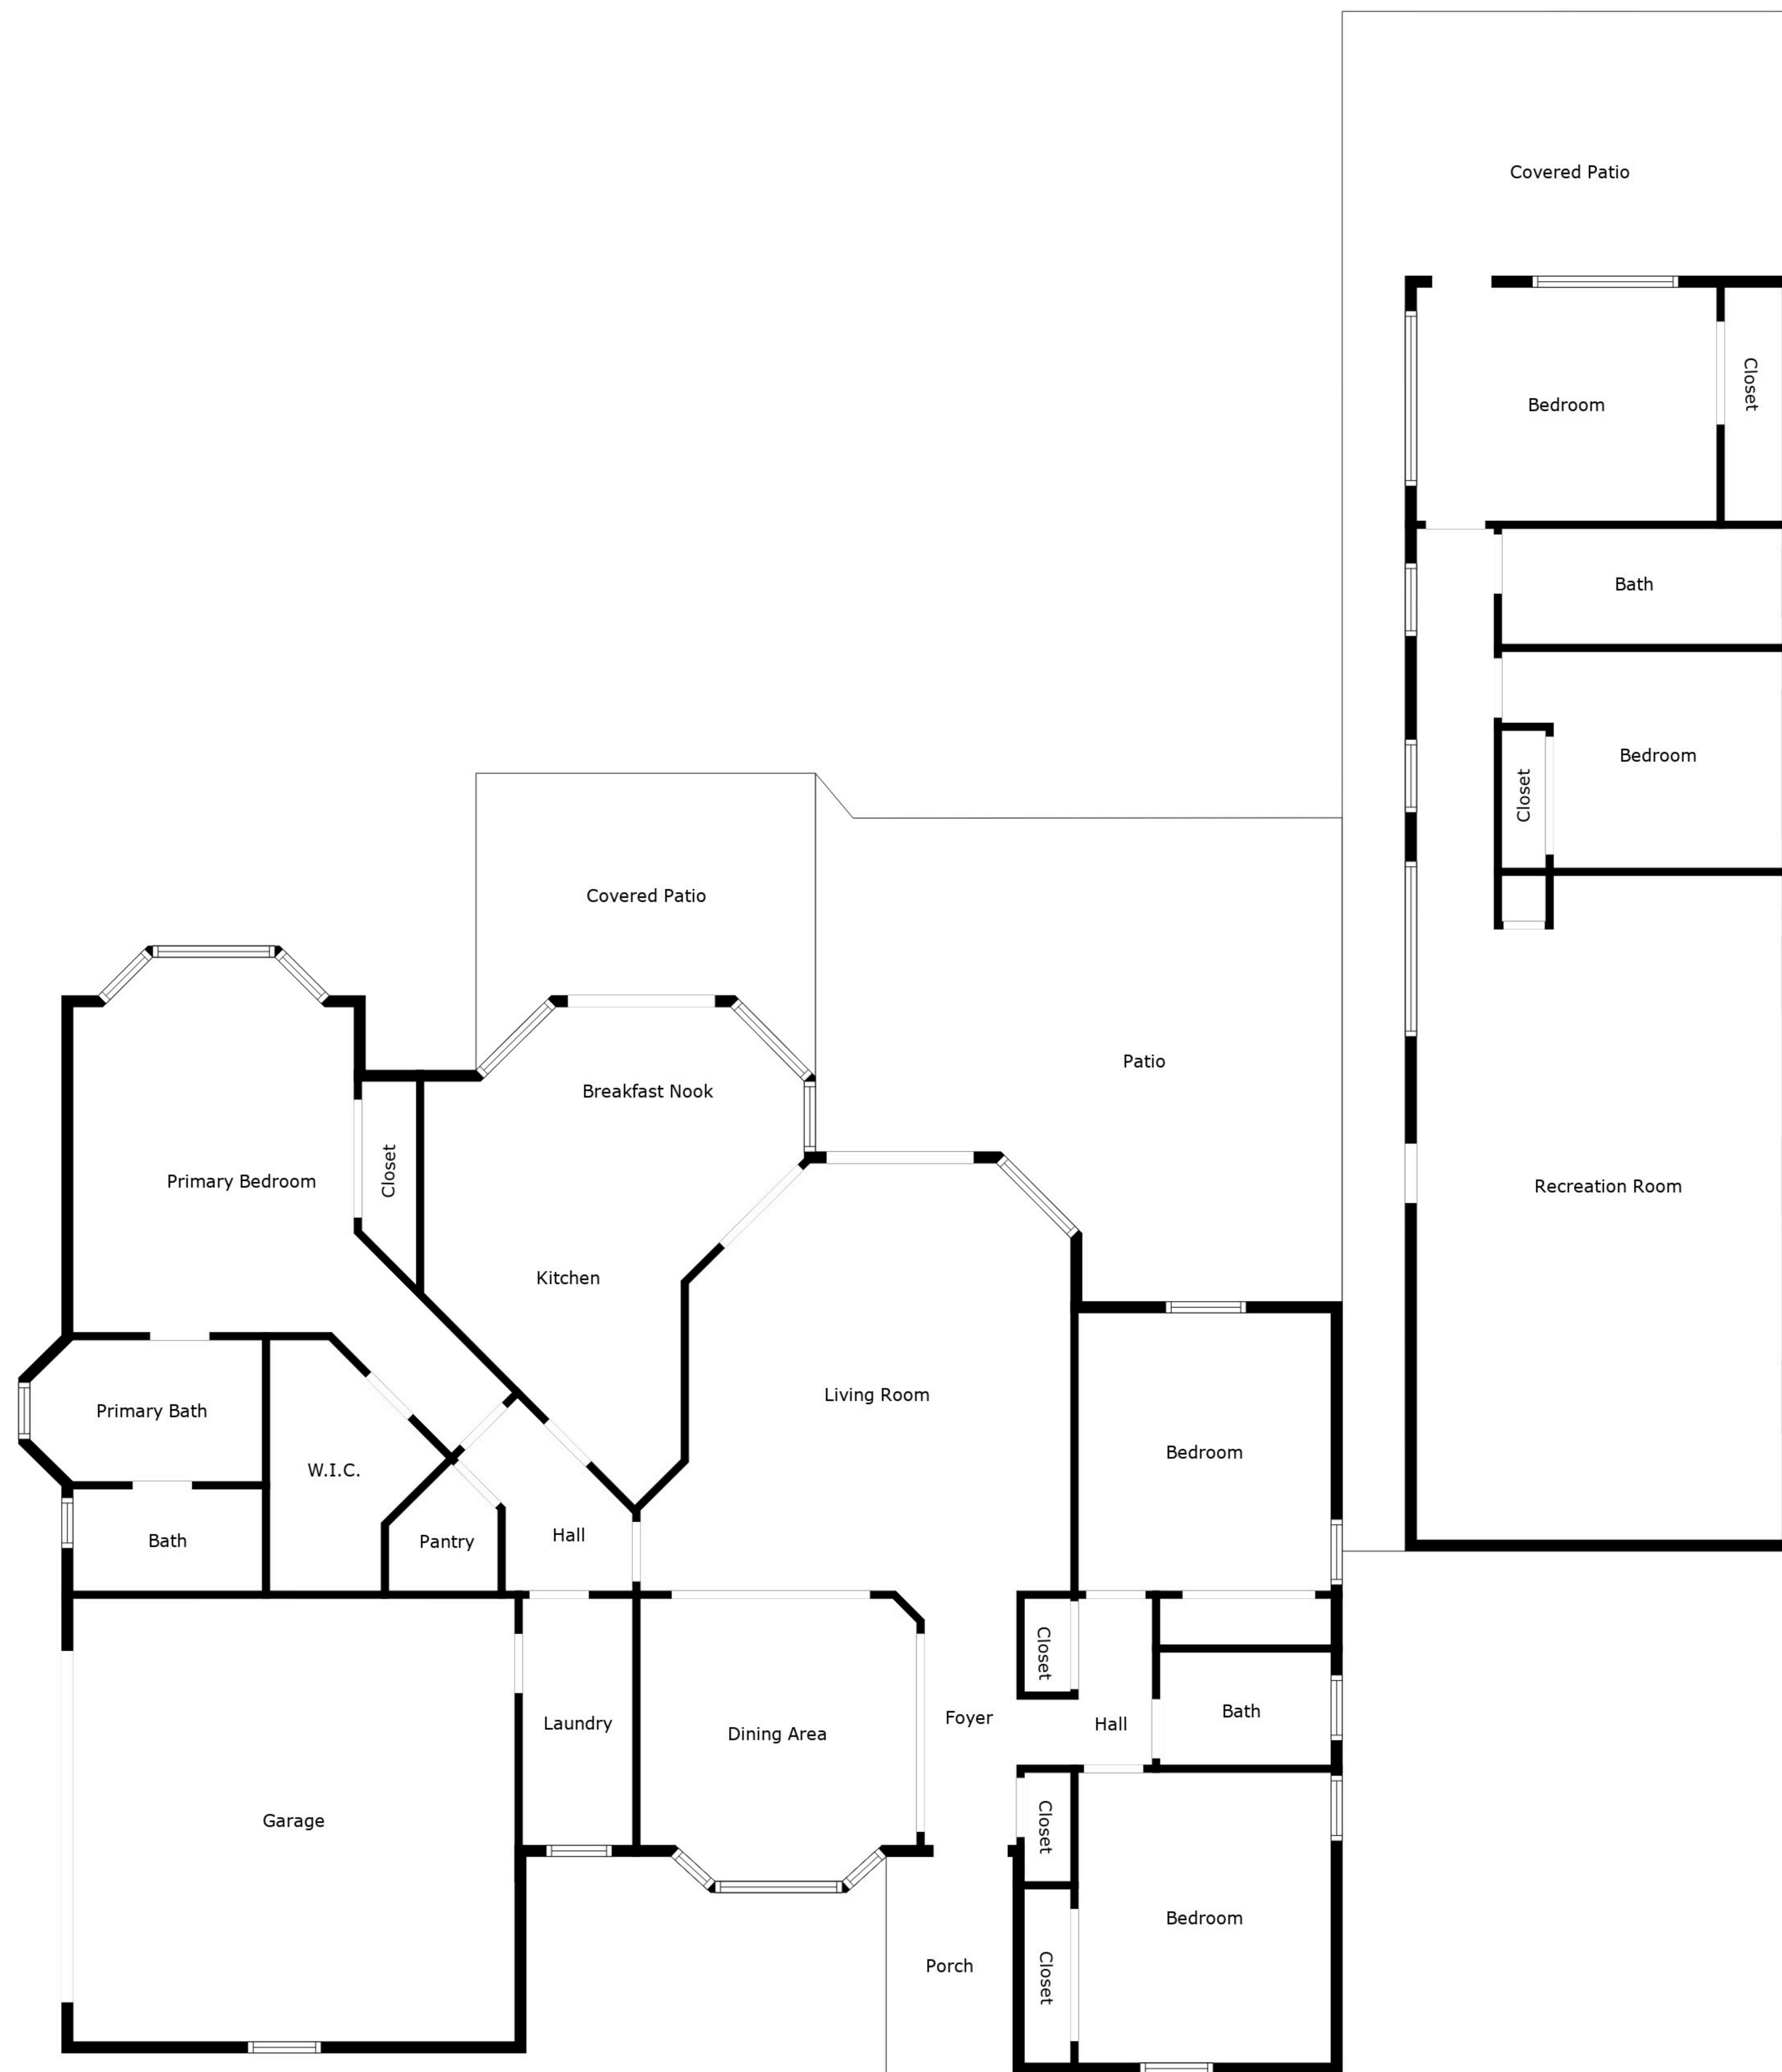 Covered Patio
Closet
Bedroom
Bath
Bedroom
Closet
Covered Patio
Patio
Breakfast Nook
Closet
Primary Bedroom
Recreation Room
Kitchen
Living Room
Primary Bath
Bedroom
W.I.C.
Hall
Bath
Pantry
Closet
Bath
Foyer
Laundry
Hall
Dining Area
Garage
Closet
Bedroom
Porch
Closet